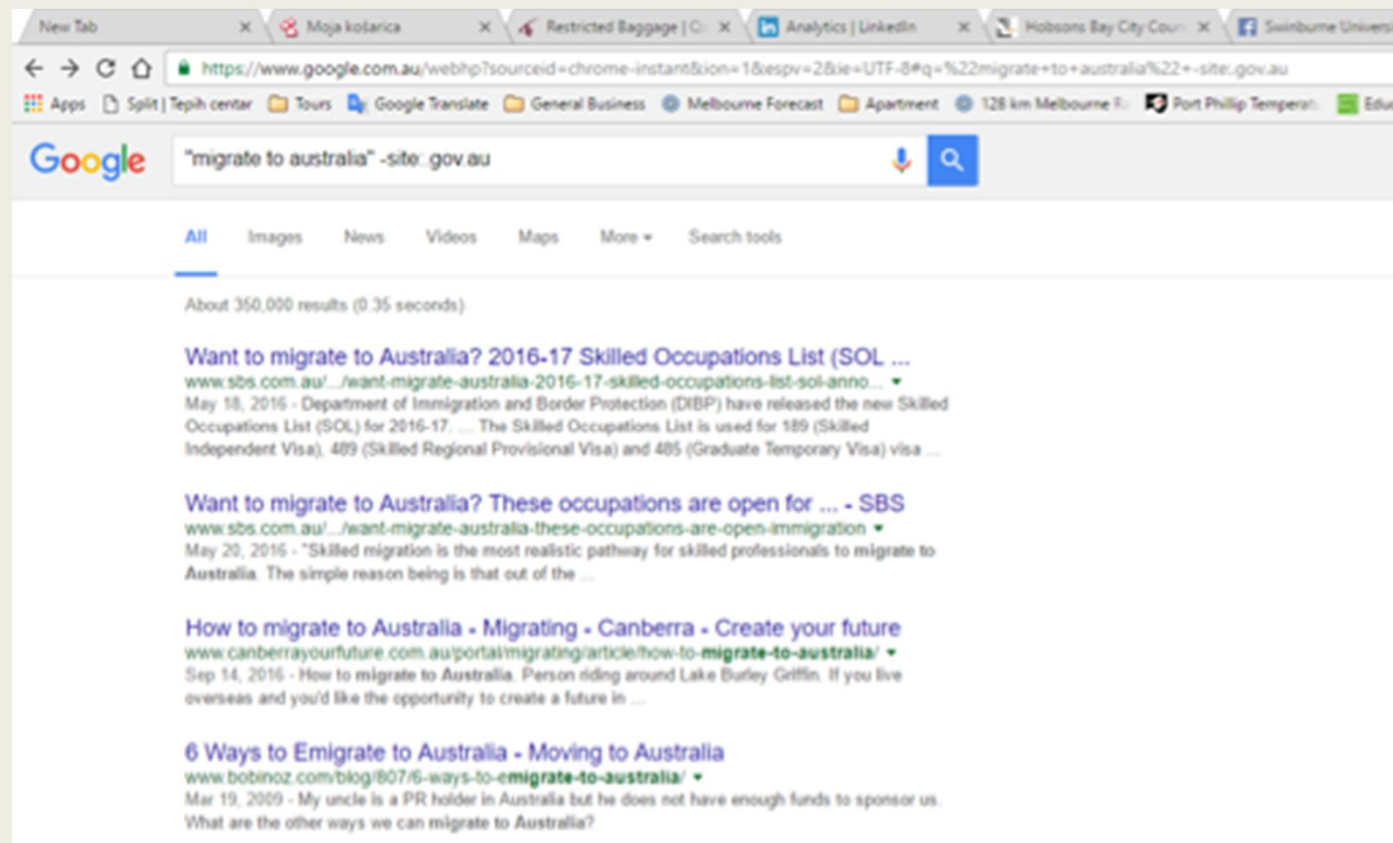 New Tab
Moja košarica
Restricted Baggage |
Analytics | LinkedIn
Hobsons Bay City Coun
Swinburne Univers
https://www.google.com.au/webhp?sourceid=chrome-instant&ion=1&espv=2&ie=UTF-8#q=%22migrate+to+australia%22+-site:.gov.au
Apps
Split | Tepih centar
Tours
Google Translate
General Business
Melbourne Forecast
Apartment
128 km Melbourne
Port Phillip Temperat
Educ
Google
"migrate to australia" -site:.gov.au
All Images News Videos Maps More Search tools
About 350,000 results (0.35 seconds)
Want to migrate to Australia? 2016-17 Skilled Occupations List (SOL ...
www.sbs.com.au/.../want-migrate-australia-2016-17-skilled-occupations-list-sol-anno...
May 18, 2016 - Department of Immigration and Border Protection (DIBP) have released the new Skilled
Occupations List (SOL) for 2016-17. ... The Skilled Occupations List is used for 189 (Skilled
Independent Visa), 489 (Skilled Regional Provisional Visa) and 485 (Graduate Temporary Visa) visa ...
Want to migrate to Australia? These occupations are open for ... - SBS
www.sbs.com.au/.../want-migrate-australia-these-occupations-are-open-immigration
May 20, 2016 - "Skilled migration is the most realistic pathway for skilled professionals to migrate to
Australia. The simple reason being is that out of the ...
How to migrate to Australia - Migrating - Canberra - Create your future
www.canberrayourfuture.com.au/portal/migrating/article/how-to-migrate-to-australia/
Sep 14, 2016 - How to migrate to Australia. Person riding around Lake Burley Griffin. If you live
overseas and you'd like the opportunity to create a future in ...
6 Ways to Emigrate to Australia - Moving to Australia
www.bobinoz.com/blog/807/6-ways-to-emigrate-to-australia/
Mar 19, 2009 - My uncle is a PR holder in Australia but he does not have enough funds to sponsor us.
What are the other ways we can migrate to Australia?